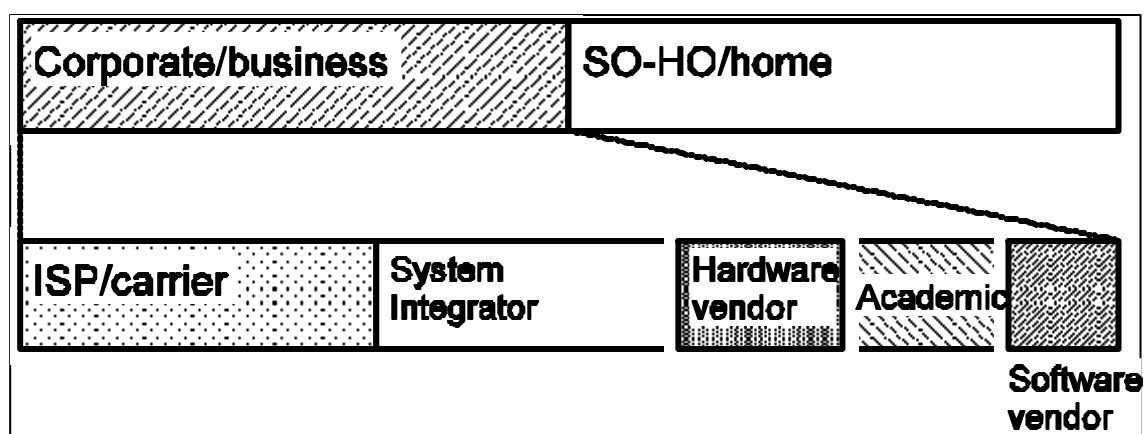 Corporate/business
SO-HO/home
ISP/carrier
System
Integrator
Hardware
vendor
Academic
Software
vendor